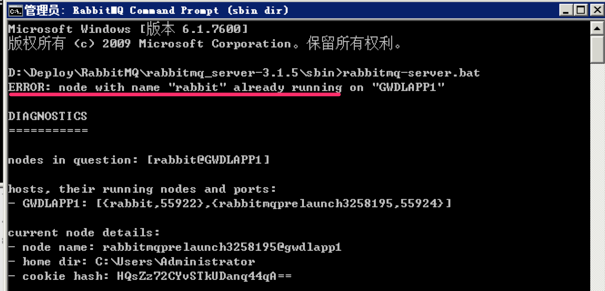 管理员: RabbitMQ Command Prompt (sbin dir)
Microsoft Windows [版本 6.1.7600]
版权所有 (c) 2009 Microsoft Corporation。保留所有权利。
D:\Deploy\RabbitMQ\rabbitmq_server-3.1.5\sbin>rabbitmq-server.bat
ERROR: node with name "rabbit" already running on "GWDLAPP1"
DIAGNOSTICS
===========
nodes in question: [rabbit@GWDLAPP1]
hosts, their running nodes and ports:
- GWDLAPP1: [{rabbit,55922},{rabbitmqprelaunch3258195,55924}]
current node details:
- node name: rabbitmqprelaunch3258195@gwdlapp1
- home dir: C:\Users\Administrator
- cookie hash: HQsZz72CYvSTkUDanq44qA==